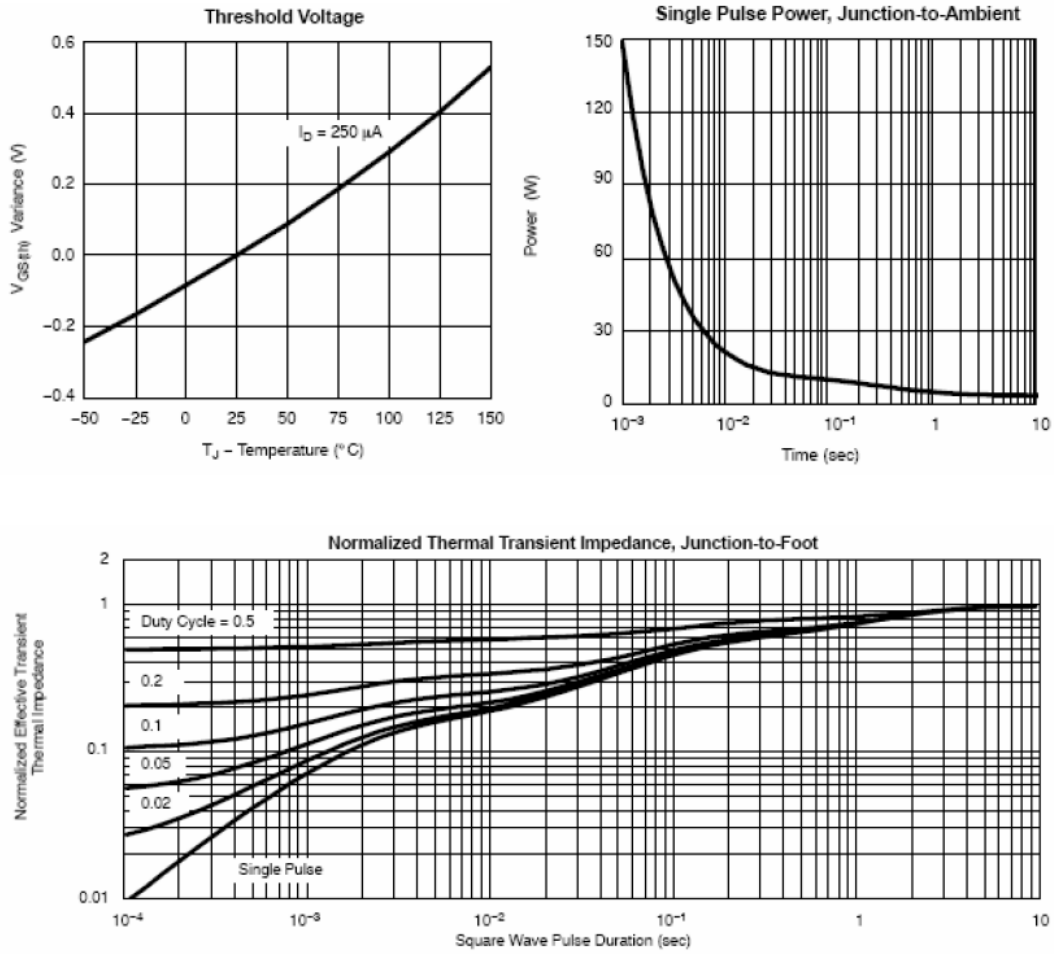 Threshold Voltage
0.6
0.4
0.2
0.0
−0.2
−0.4
V_GS(th) Variance (V)
I_D = 250 μA
−50 −25 0 25 50 75 100 125 150
T_J – Temperature (°C)
Single Pulse Power, Junction-to-Ambient
150
120
90
60
30
0
Power (W)
10⁻³ 10⁻² 10⁻¹ 1 10
Time (sec)
Normalized Thermal Transient Impedance, Junction-to-Foot
2
1
0.1
0.01
Normalized Effective Transient
Thermal Impedance
Duty Cycle = 0.5
0.2
0.1
0.05
0.02
Single Pulse
10⁻⁴ 10⁻³ 10⁻² 10⁻¹ 1 10
Square Wave Pulse Duration (sec)